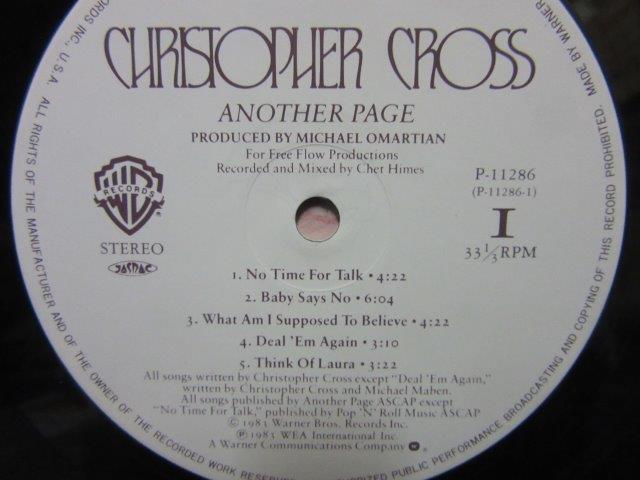 CHRISTOPHER CROSS
ANOTHER PAGE
PRODUCED BY MICHAEL OMARTIAN
For Free Flow Productions
Recorded and Mixed by Chet Himes
WB
RECORDS
STEREO
JASRAC
P-11286
(P-11286-1)
I
33 1/3 RPM
1. No Time For Talk • 4:22
2. Baby Says No • 6:04
3. What Am I Supposed To Believe • 4:22
4. Deal 'Em Again • 3:10
5. Think Of Laura • 3:22
All songs written by Christopher Cross except "Deal 'Em Again,"
written by Christopher Cross and Michael Maben.
All songs published by Another Page ASCAP except
"No Time For Talk," published by Pop 'N' Roll Music ASCAP
© 1983 Warner Bros. Records Inc.
℗ 1983 WEA International Inc.
A Warner Communications Company
RECORDS INC., U.S.A. ALL RIGHTS OF THE MANUFACTURER AND OF THE OWNER OF THE RECORDED WORK RESERVED. PUBLIC PERFORMANCE BROADCASTING AND COPYING OF THIS RECORD PROHIBITED. MADE BY WARNER